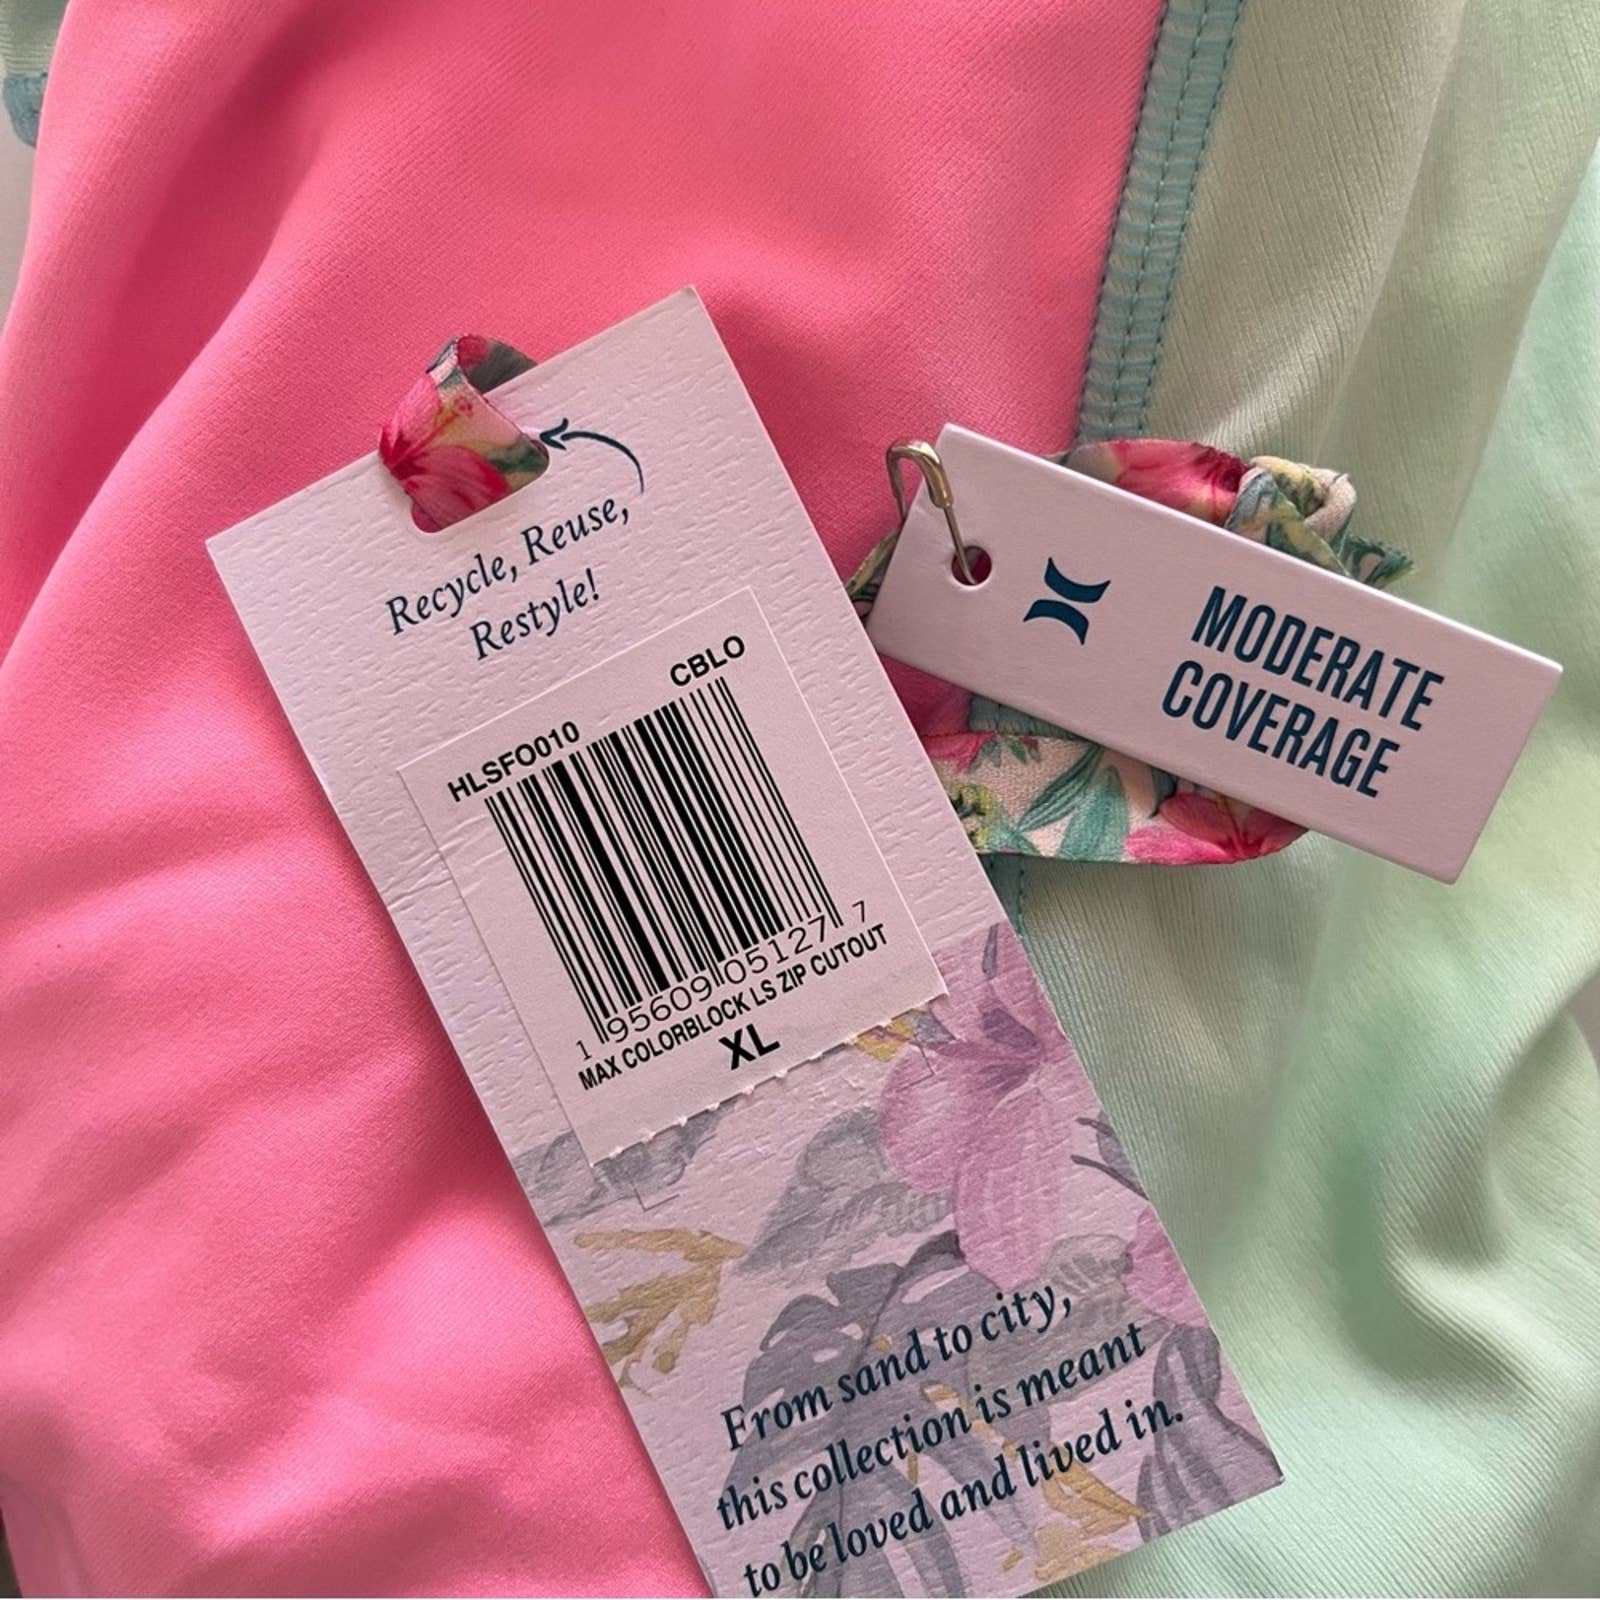 Recycle, Reuse,
Restyle!
CBLO
HLSFO010
1 95609 05127 7
MAX COLORBLOCK LS ZIP CUTOUT
XL
From sand to city,
this collection is meant
to be loved and lived in.
MODERATE
COVERAGE